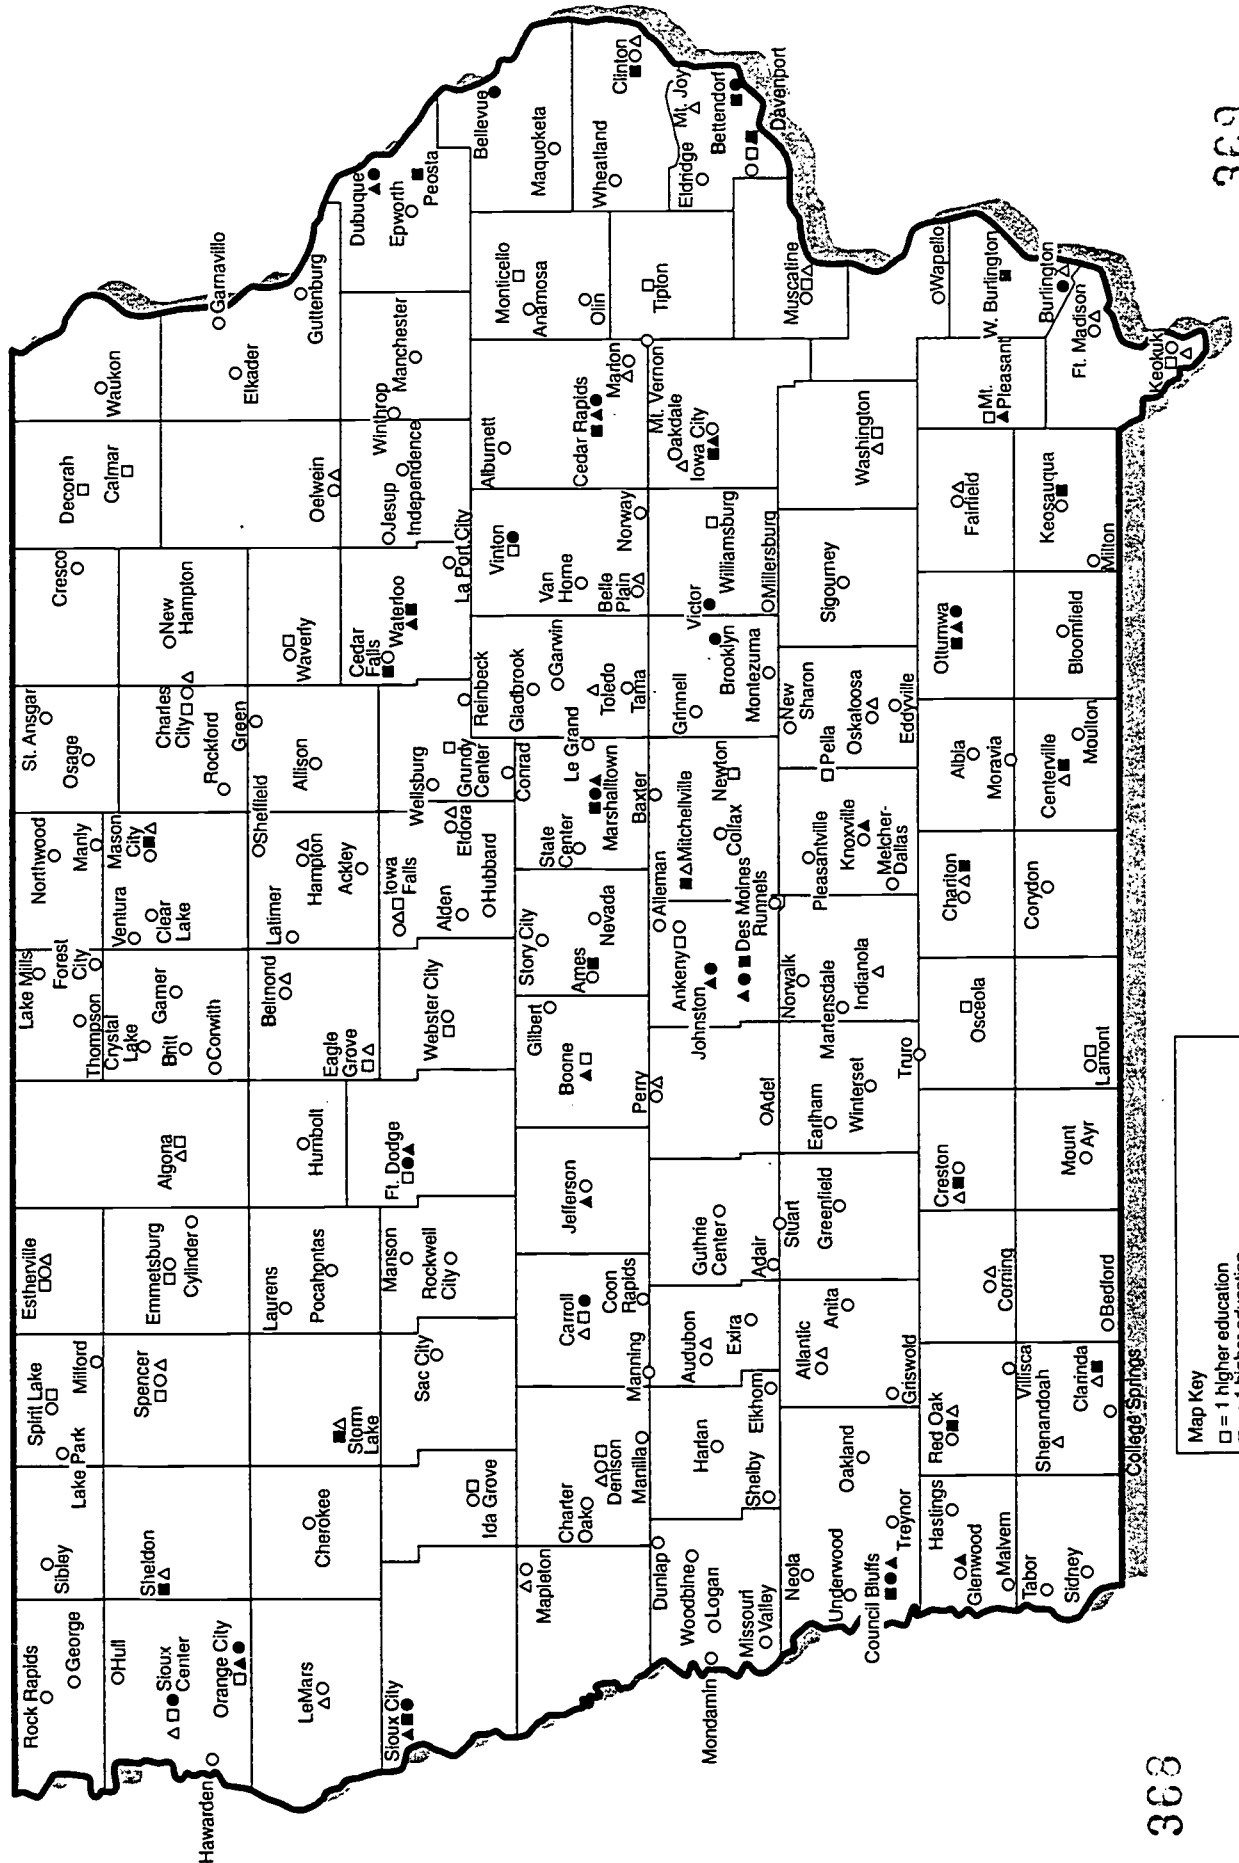 Rock Rapids
George
Sibley
Lake Park
Spirit Lake
Milford
Estherville
Lake Mills
Forest
City
Thompson
Northwood
Manly
St. Ansgar
Osage
Cresco
Decorah
Calmar
Waukon
Hull
Sioux
Center
Orange City
Hawarden
Sheldon
Spencer
Emmetsburg
Cylinder
Algona
Crystal
Lake
Britt
Garner
Corwith
Ventura
Clear
Lake
Mason
City
Charles
City
Rockford
New
Hampton
Elkader
Garnavillo
Guttenburg
LeMars
Cherokee
Storm
Lake
Laurens
Pocahontas
Humbolt
Belmond
Eagle
Grove
Latimer
Hampton
Ackley
Sheffield
Green
Allison
Waverly
Oelwein
Sioux City
Ida Grove
Sac City
Manson
Rockwell
City
Ft. Dodge
Webster City
Iowa
Falls
Alden
Hubbard
Eldora
Wellsburg
Grundy
Center
Cedar
Falls
Waterloo
La Port City
Jesup
Independence
Winthrop
Manchester
Dubuque
Epworth
Peosta
Mapleton
Charter
Oak
Denison
Manilla
Manning
Carroll
Coon
Rapids
Jefferson
Boone
Gilbert
Story City
Ames
Nevada
State
Center
Marshalltown
Le Grand
Conrad
Reinbeck
Gladbrook
Garwin
Toledo
Tama
Vinton
Van
Horne
Belle
Plain
Norway
Alburnett
Cedar Rapids
Marion
Mt. Vernon
Monticello
Anamosa
Olin
Bellevue
Maquoketa
Dunlap
Woodbine
Logan
Mondamin
Missouri
Valley
Harlan
Shelby
Elkhorn
Audubon
Exira
Guthrie
Center
Adair
Perry
Adel
Alleman
Ankeny
Johnston
Des Moines
Runnels
Mitchellville
Baxter
Newton
Colfax
Grinnell
Brooklyn
Montezuma
Victor
Williamsburg
Millersburg
Oakdale
Iowa City
Tipton
Wheatland
Clinton
Eldridge
Mt. Joy
Bettendorf
Davenport
Muscatine
Neola
Underwood
Council Bluffs
Treynor
Oakland
Atlantic
Anita
Griswold
Stuart
Greenfield
Earlham
Winterset
Truro
Norwalk
Martensdale
Indianola
Pleasantville
Knoxville
Melcher-
Dallas
Pella
New
Sharon
Oskaloosa
Eddyville
Sigourney
Washington
Wapello
Hastings
Glenwood
Malvern
Red Oak
Villisca
Corning
Creston
Osceola
Chariton
Albia
Moravia
Ottumwa
Fairfield
Mt.
Pleasant
W. Burlington
Burlington
Tabor
Sidney
Shenandoah
Clarinda
College Springs
Bedford
Mount
Ayr
Lamont
Corydon
Centerville
Moulton
Bloomfield
Keosauqua
Milton
Ft. Madison
Keokuk
Map Key
□ = 1 higher education
368
369